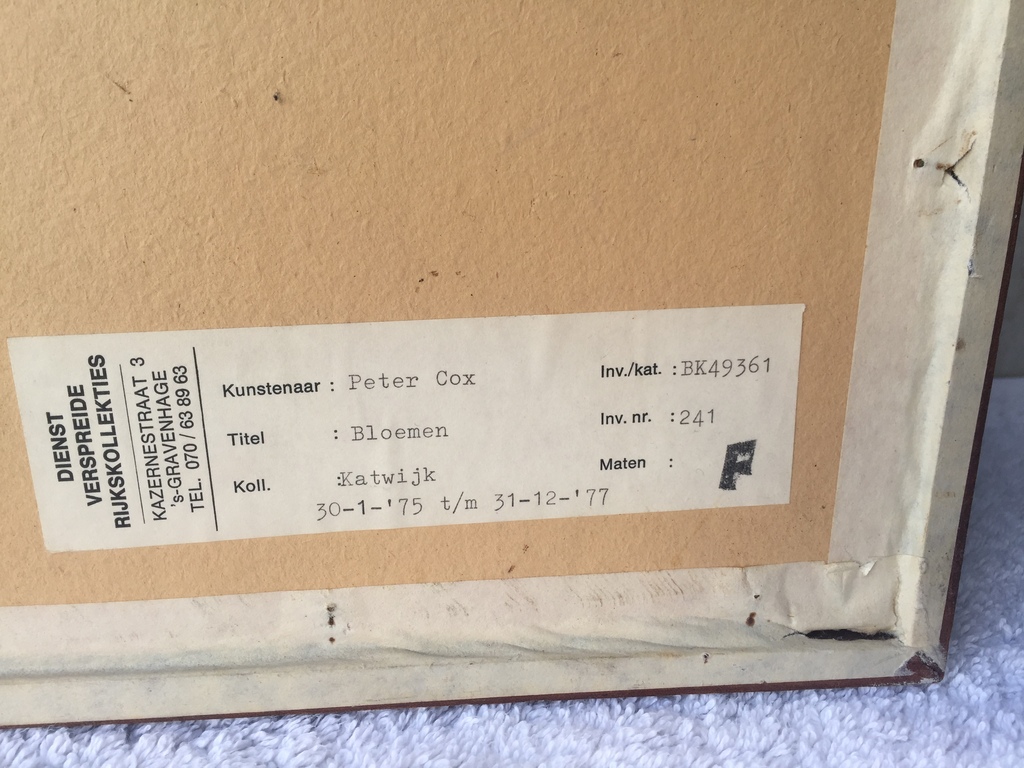 DIENST
VERSPREIDE
RIJKSKOLLEKTIES
KAZERNESTRAAT 3
's-GRAVENHAGE
TEL. 070 / 63 89 63
Kunstenaar : Peter Cox
Titel : Bloemen
Koll. :Katwijk
30-1-'75 t/m 31-12-'77
Inv./kat. :BK49361
Inv. nr. :241
Maten :
F